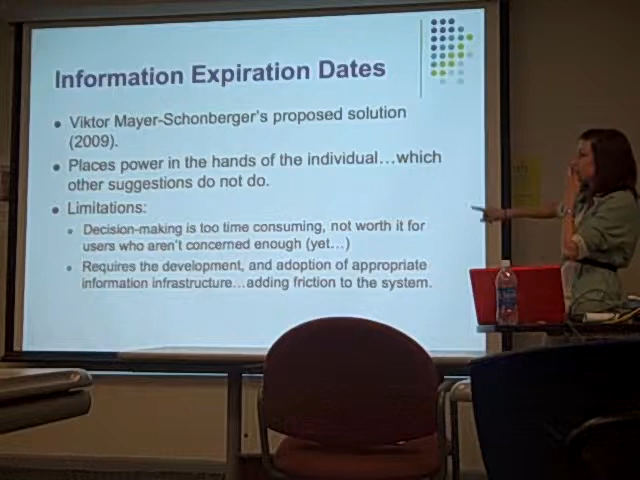 Information Expiration Dates
Viktor Mayer-Schonberger's proposed solution
(2009).
Places power in the hands of the individual…which
other suggestions do not do.
Limitations:
Decision-making is too time consuming, not worth it for
users who aren't concerned enough (yet…)
Requires the development, and adoption of appropriate
information infrastructure…adding friction to the system.